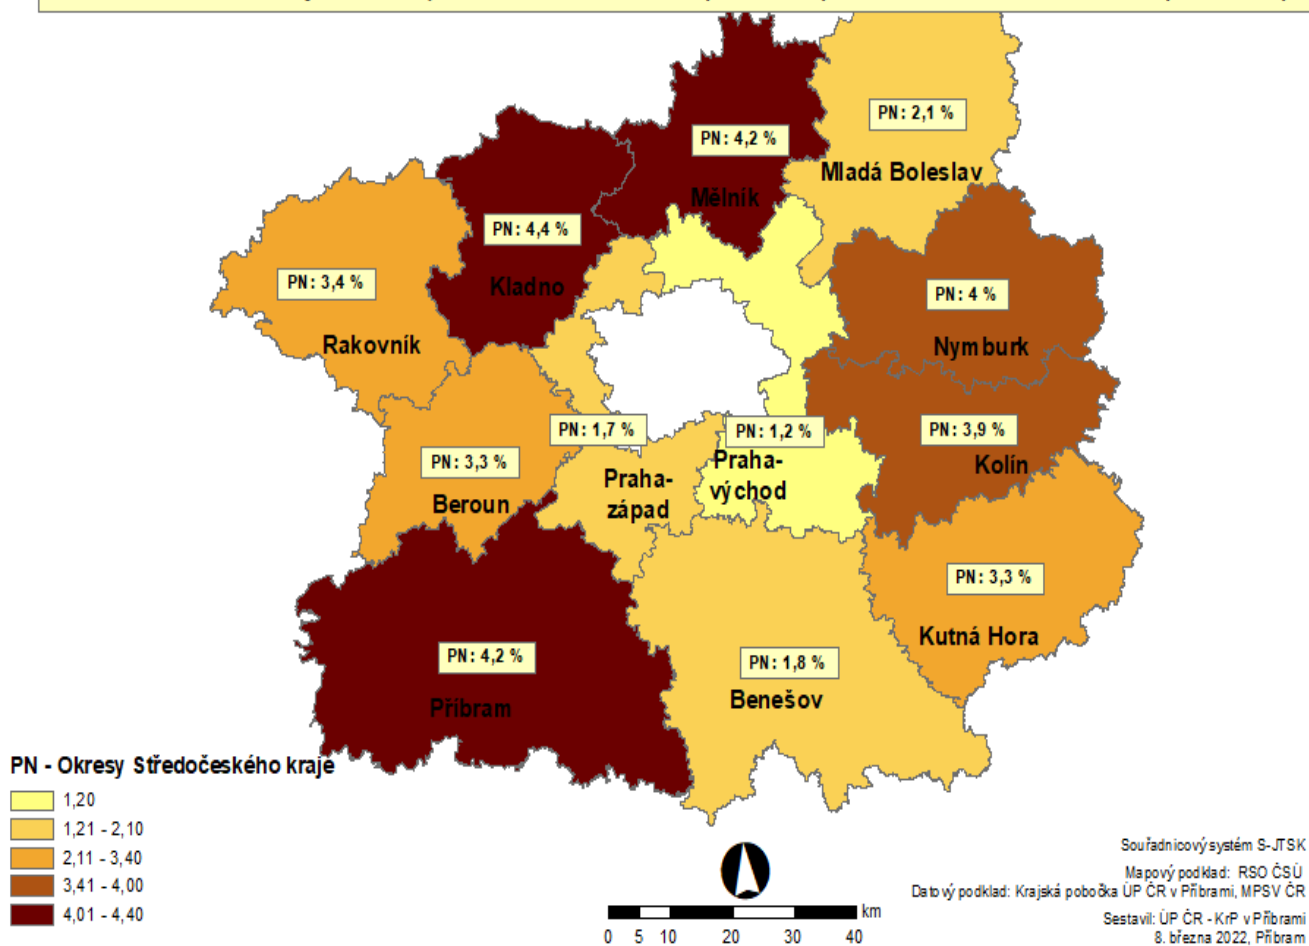 PN: 2,1 %
Mladá Boleslav
PN: 4,2 %
Mělník
PN: 4,4 %
Kladno
PN: 3,4 %
Rakovník
PN: 4 %
Nymburk
PN: 1,7 %
Praha-
západ
PN: 1,2 %
Praha-
východ
PN: 3,9 %
Kolín
PN: 3,3 %
Beroun
PN: 3,3 %
Kutná Hora
PN: 4,2 %
Příbram
PN: 1,8 %
Benešov
PN - Okresy Středočeského kraje
1,20
1,21 - 2,10
2,11 - 3,40
3,41 - 4,00
4,01 - 4,40
km
0 5 10 20 30 40
Souřadnicový systém S-JTSK
Mapový podklad: RSO ČSÚ
Datový podklad: Krajská pobočka ÚP ČR v Příbrami, MPSV ČR
Sestavil: ÚP ČR - KrP v Příbrami
8. března 2022, Příbram